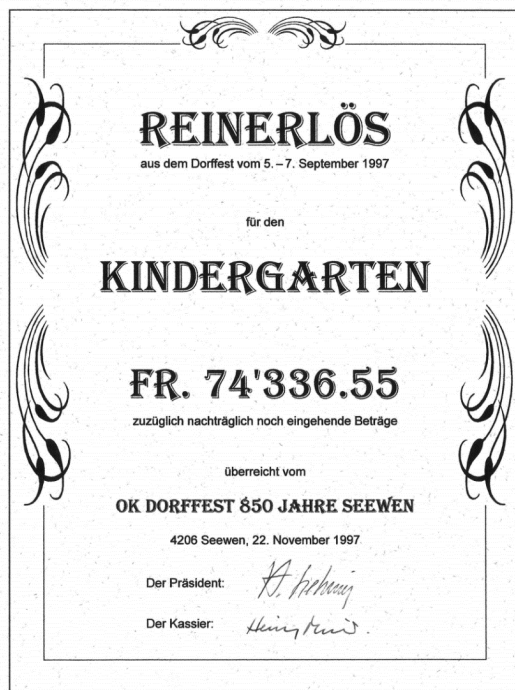 REINERLÖS
aus dem Dorffest vom 5. – 7. September 1997
für den
KINDERGARTEN
FR. 74'336.55
zuzüglich nachträglich noch eingehende Beträge
überreicht vom
OK DORFFEST 850 JAHRE SEEWEN
4206 Seewen, 22. November 1997
Der Präsident:
Der Kassier: